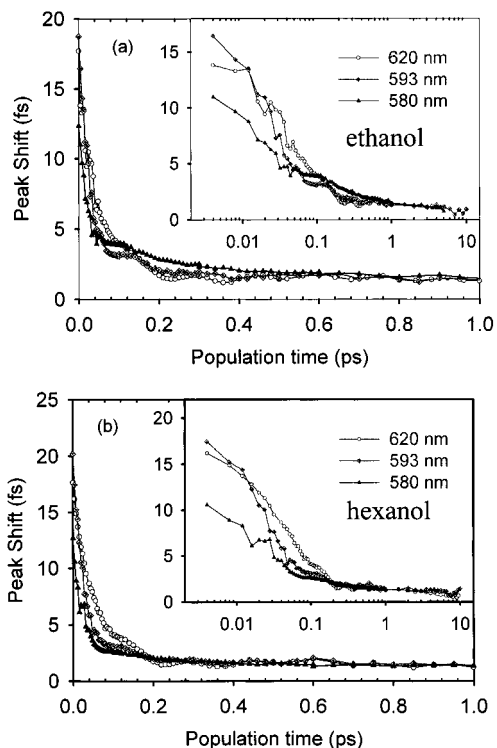 (a)
620 nm
593 nm
580 nm
ethanol
15
10
5
0
0.01 0.1 1 10
20
15
10
5
0
Peak Shift (fs)
0.0 0.2 0.4 0.6 0.8 1.0
Population time (ps)
(b)
620 nm
593 nm
580 nm
hexanol
20
15
10
5
0
0.01 0.1 1 10
25
20
15
10
5
0
Peak Shift (fs)
0.0 0.2 0.4 0.6 0.8 1.0
Population time (ps)